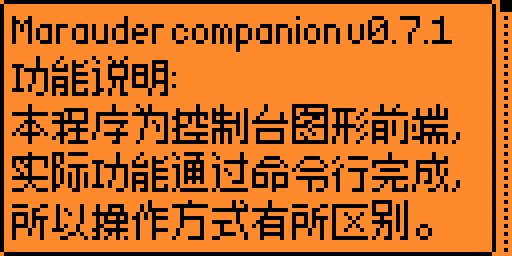 Marauder companion v0.7.1
功能说明:
本程序为控制台图形前端,
实际功能通过命令行完成,
所以操作方式有所区别。